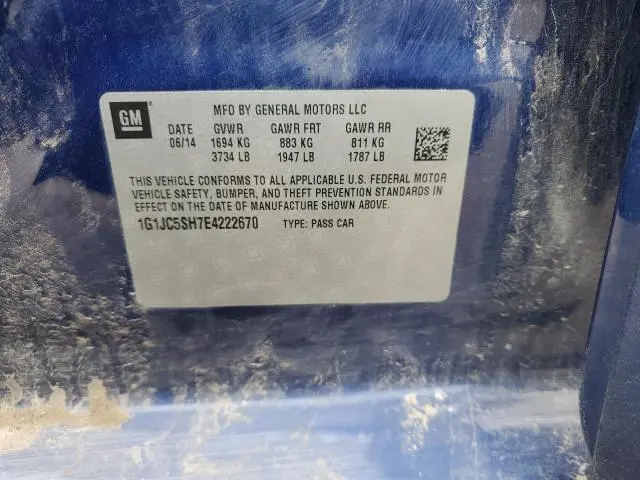 GM
MFD BY GENERAL MOTORS LLC
DATE GVWR GAWR FRT GAWR RR
06/14 1694 KG 883 KG 811 KG
3734 LB 1947 LB 1787 LB
THIS VEHICLE CONFORMS TO ALL APPLICABLE U.S. FEDERAL MOTOR
VEHICLE SAFETY, BUMPER, AND THEFT PREVENTION STANDARDS IN
EFFECT ON THE DATE OF MANUFACTURE SHOWN ABOVE.
1G1JC5SH7E4222670 TYPE: PASS CAR